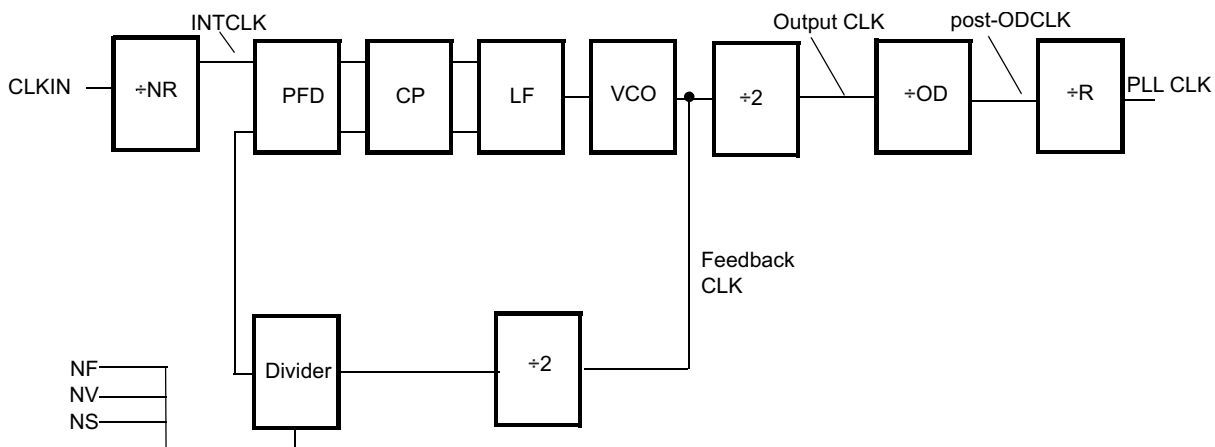 INTCLK
Output CLK
post-ODCLK
CLKIN
÷NR
PFD
CP
LF
VCO
÷2
÷OD
÷R
PLL CLK
Feedback
CLK
Divider
÷2
NF
NV
NS